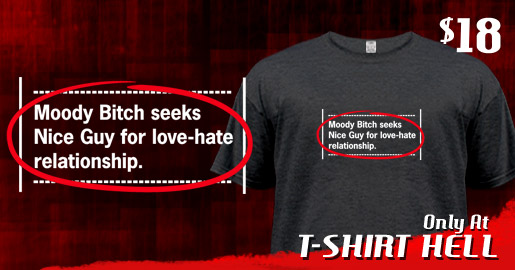 $18
Moody Bitch seeks
Nice Guy for love-hate
relationship.
Moody Bitch seeks
Nice Guy for love-hate
relationship.
Only At
T-SHIRT HELL